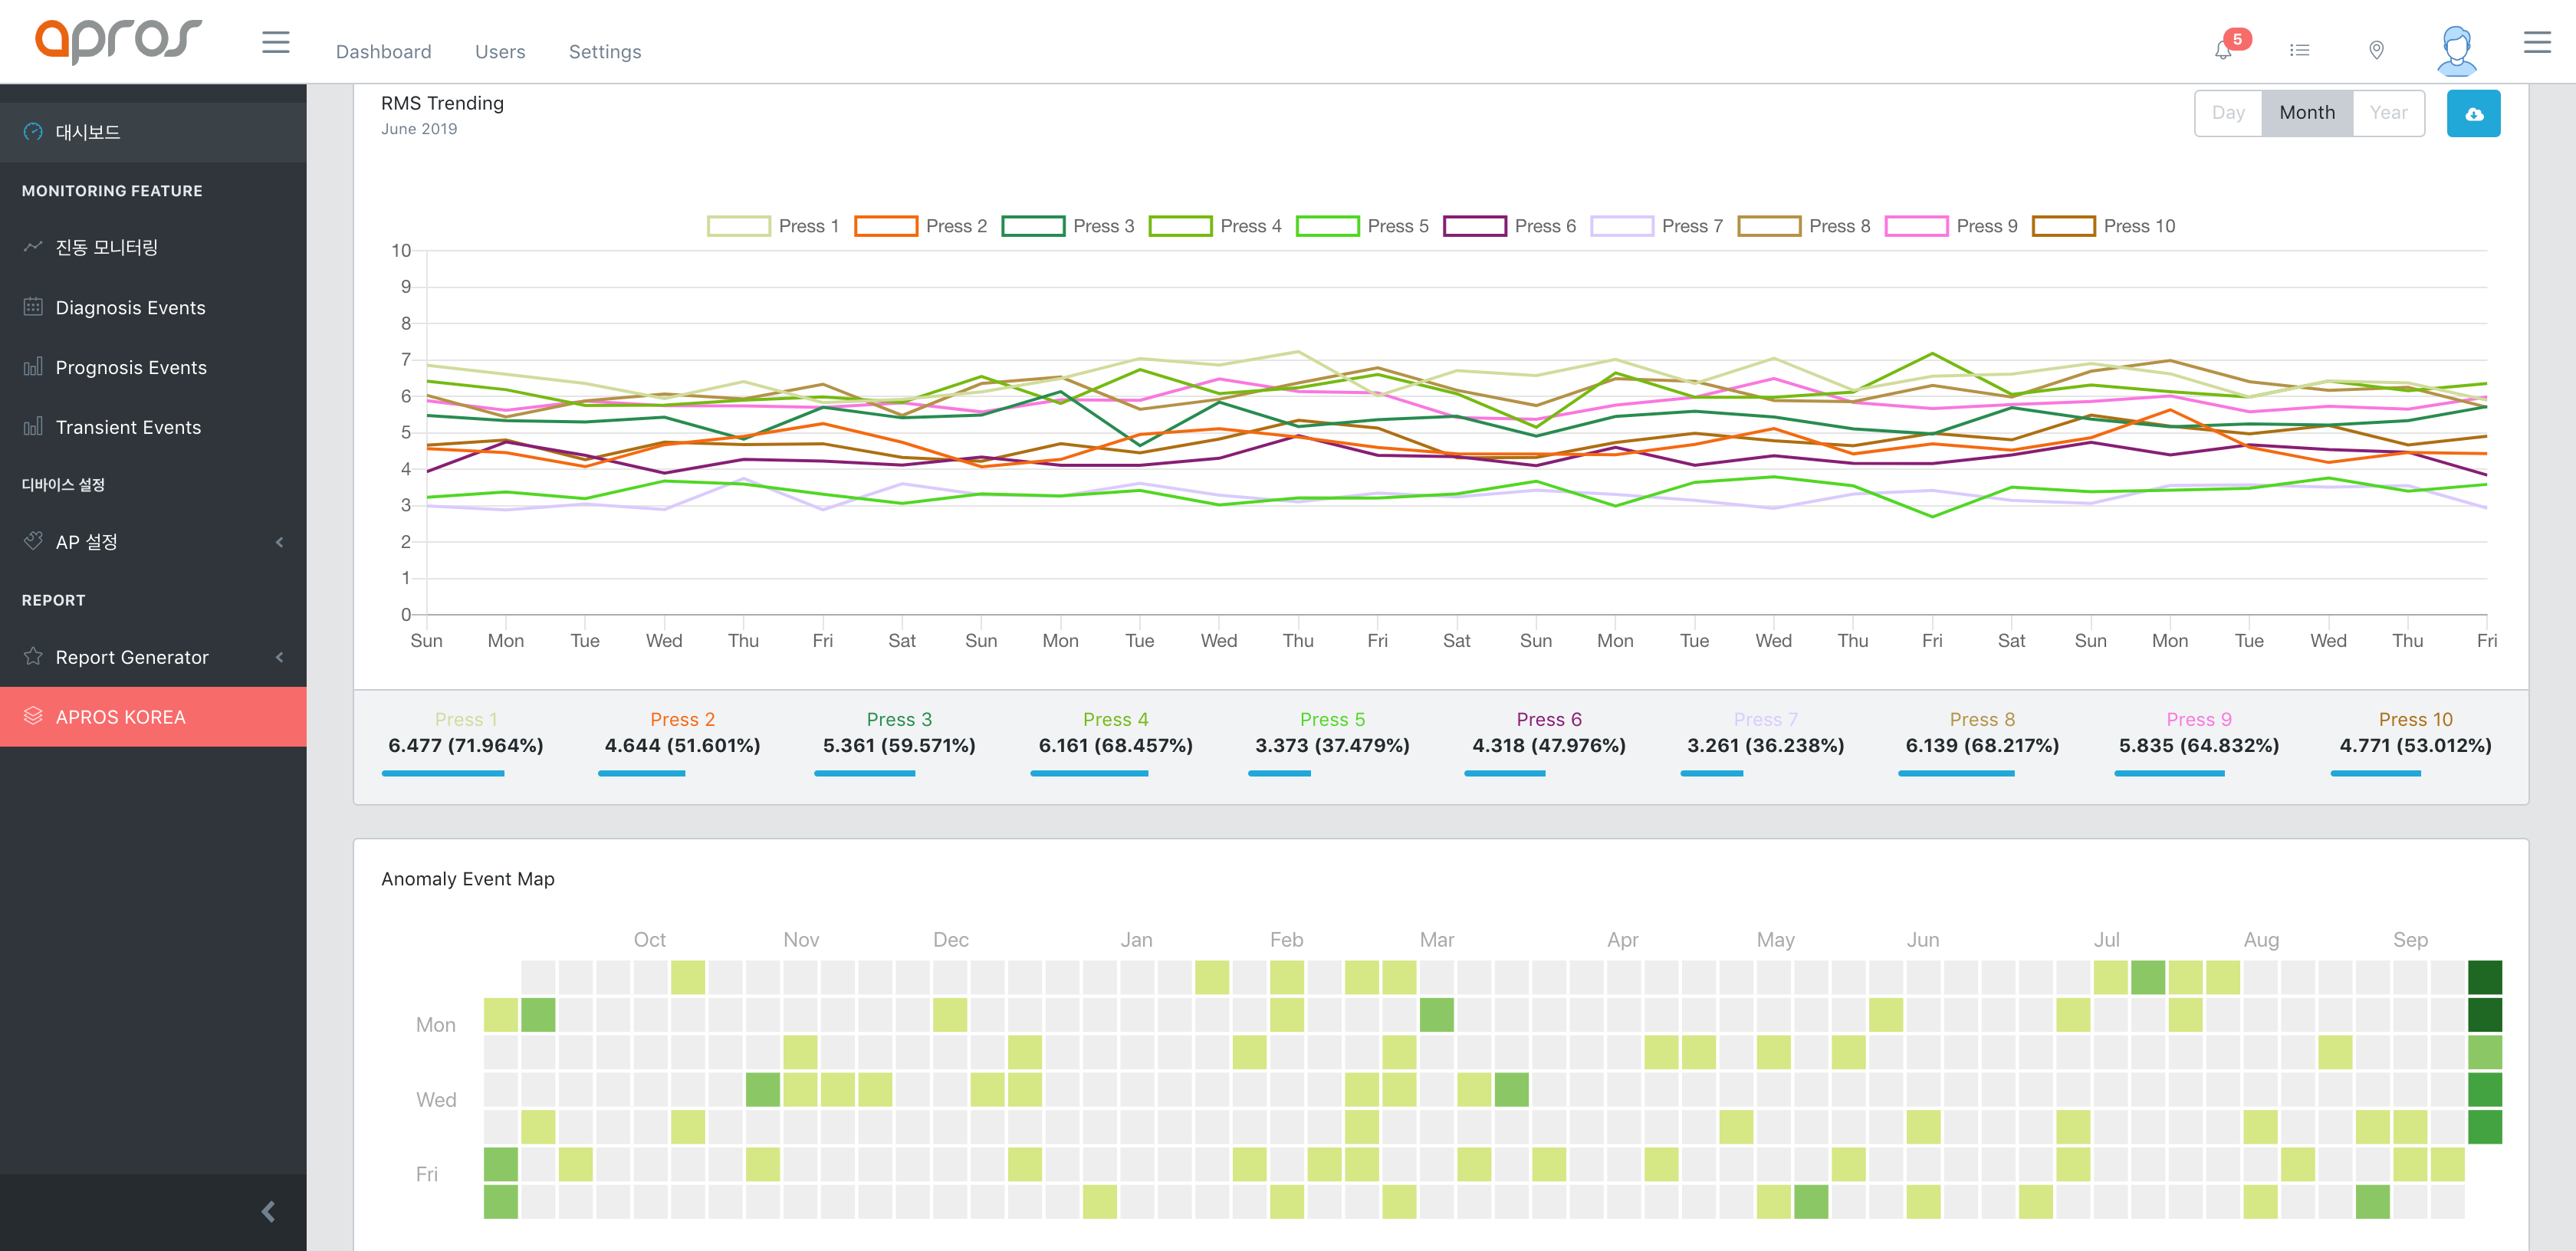 apros
Dashboard Users Settings
5
대시보드
MONITORING FEATURE
진동 모니터링
Diagnosis Events
Prognosis Events
Transient Events
디바이스 설정
AP 설정
REPORT
Report Generator
APROS KOREA
RMS Trending
June 2019
Day Month Year
Press 1 Press 2 Press 3 Press 4 Press 5 Press 6 Press 7 Press 8 Press 9 Press 10
10
9
8
7
6
5
4
3
2
1
0
Sun Mon Tue Wed Thu Fri Sat Sun Mon Tue Wed Thu Fri Sat Sun Mon Tue Wed Thu Fri Sat Sun Mon Tue Wed Thu Fri
Press 1 Press 2 Press 3 Press 4 Press 5 Press 6 Press 7 Press 8 Press 9 Press 10
6.477 (71.964%) 4.644 (51.601%) 5.361 (59.571%) 6.161 (68.457%) 3.373 (37.479%) 4.318 (47.976%) 3.261 (36.238%) 6.139 (68.217%) 5.835 (64.832%) 4.771 (53.012%)
Anomaly Event Map
Oct Nov Dec Jan Feb Mar Apr May Jun Jul Aug Sep
Mon
Wed
Fri